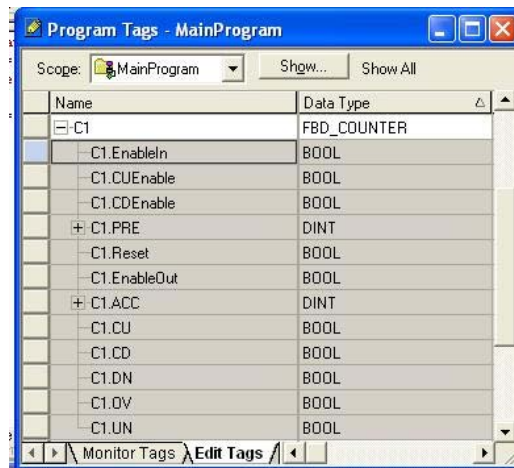 Program Tags - MainProgram
Scope: MainProgram Show... Show All
Name Data Type
C1 FBD_COUNTER
C1.EnableIn BOOL
C1.CUEnable BOOL
C1.CDEnable BOOL
C1.PRE DINT
C1.Reset BOOL
C1.EnableOut BOOL
C1.ACC DINT
C1.CU BOOL
C1.CD BOOL
C1.DN BOOL
C1.OV BOOL
C1.UN BOOL
Monitor Tags Edit Tags